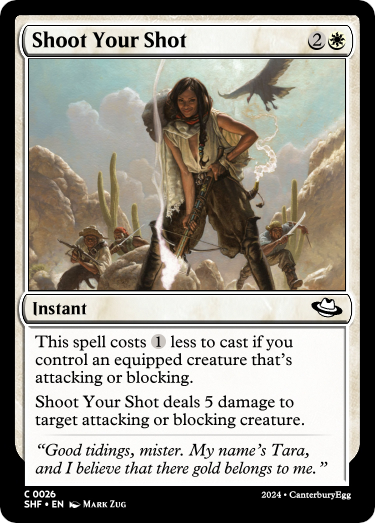 Shoot Your Shot 2
Instant
This spell costs 1 less to cast if you
control an equipped creature that's
attacking or blocking.
Shoot Your Shot deals 5 damage to
target attacking or blocking creature.
“Good tidings, mister. My name's Tara,
and I believe that there gold belongs to me.”
C 0026
SHF • EN Mark Zug
2024 • CanterburyEgg